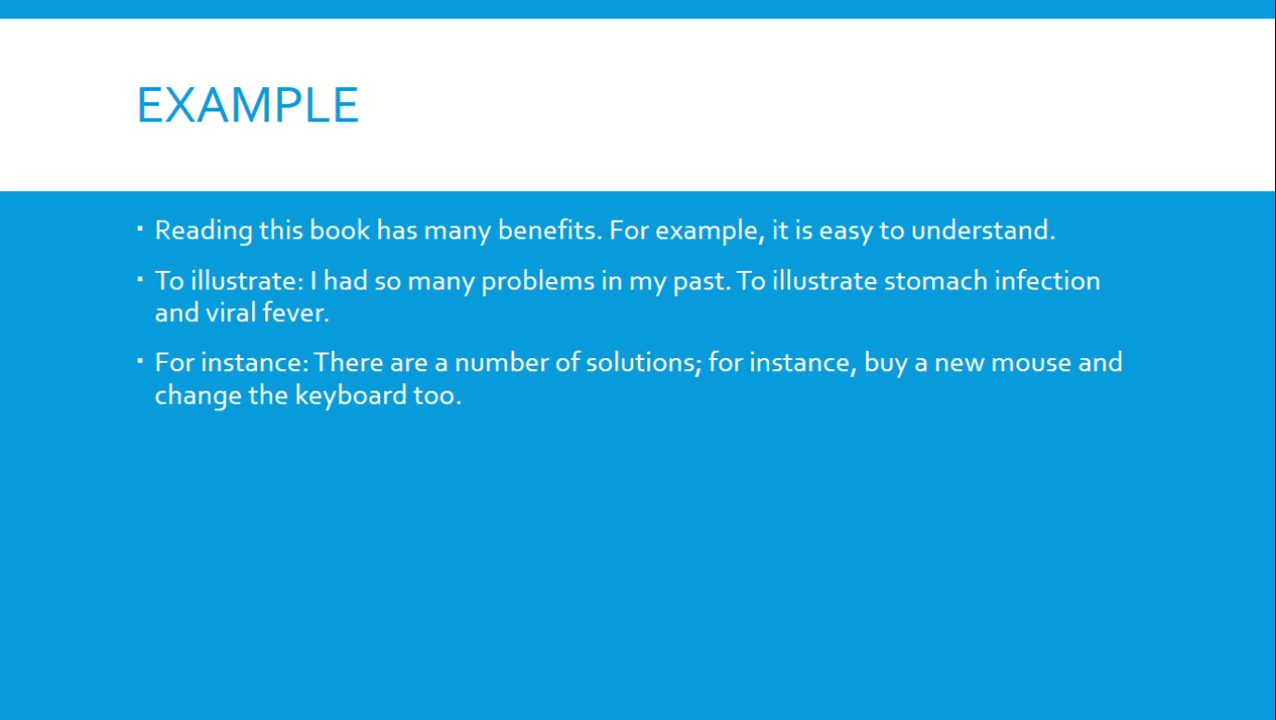 EXAMPLE
▪ Reading this book has many benefits. For example, it is easy to understand.
▪ To illustrate: I had so many problems in my past. To illustrate stomach infection
and viral fever.
▪ For instance: There are a number of solutions; for instance, buy a new mouse and
change the keyboard too.